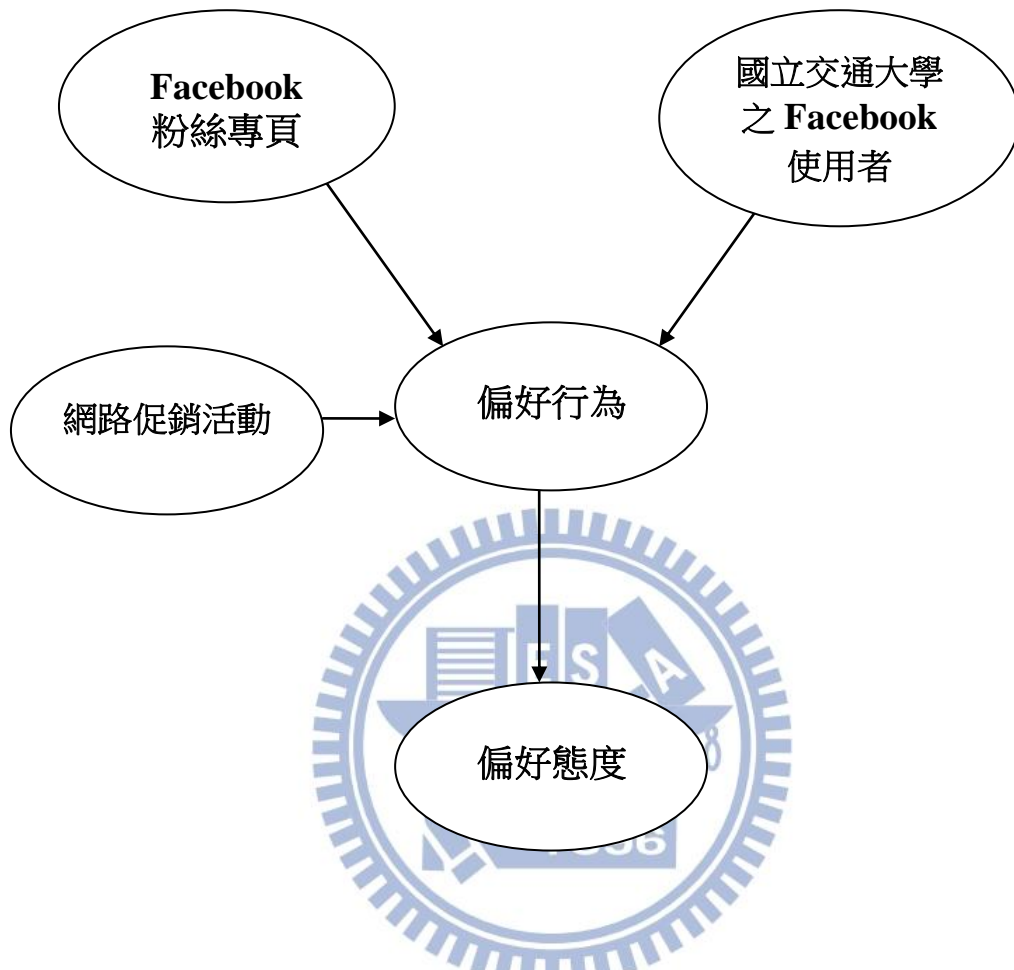 Facebook
粉絲專頁
國立交通大學
之 Facebook
使用者
網路促銷活動
偏好行為
E S A
偏好態度